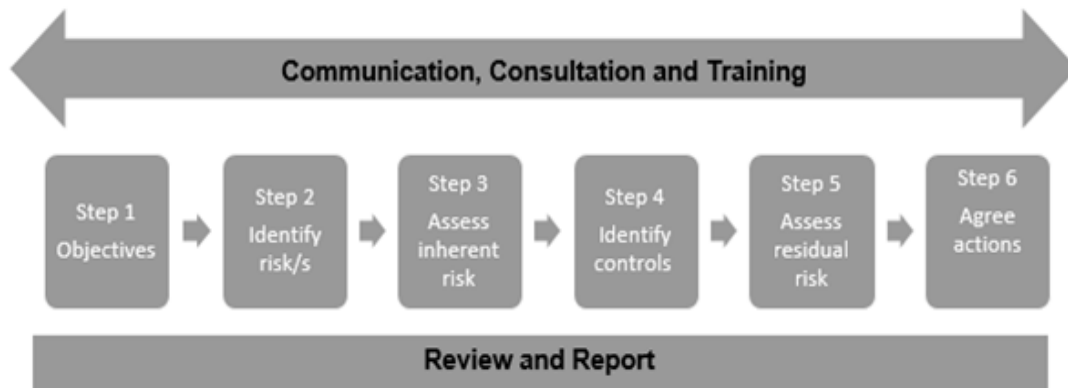 Communication, Consultation and Training
Step 1
Objectives
Step 2
Identify
risk/s
Step 3
Assess
inherent
risk
Step 4
Identify
controls
Step 5
Assess
residual
risk
Step 6
Agree
actions
Review and Report